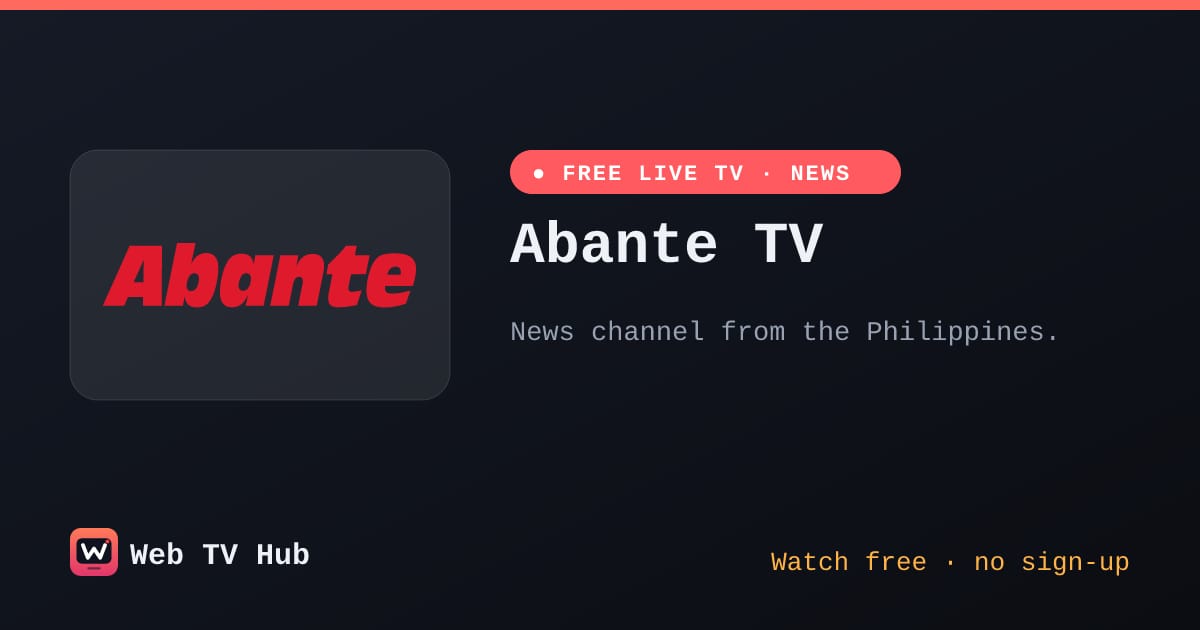 Abante
● FREE LIVE TV · NEWS
Abante TV
News channel from the Philippines.
W
Web TV Hub
Watch free · no sign-up